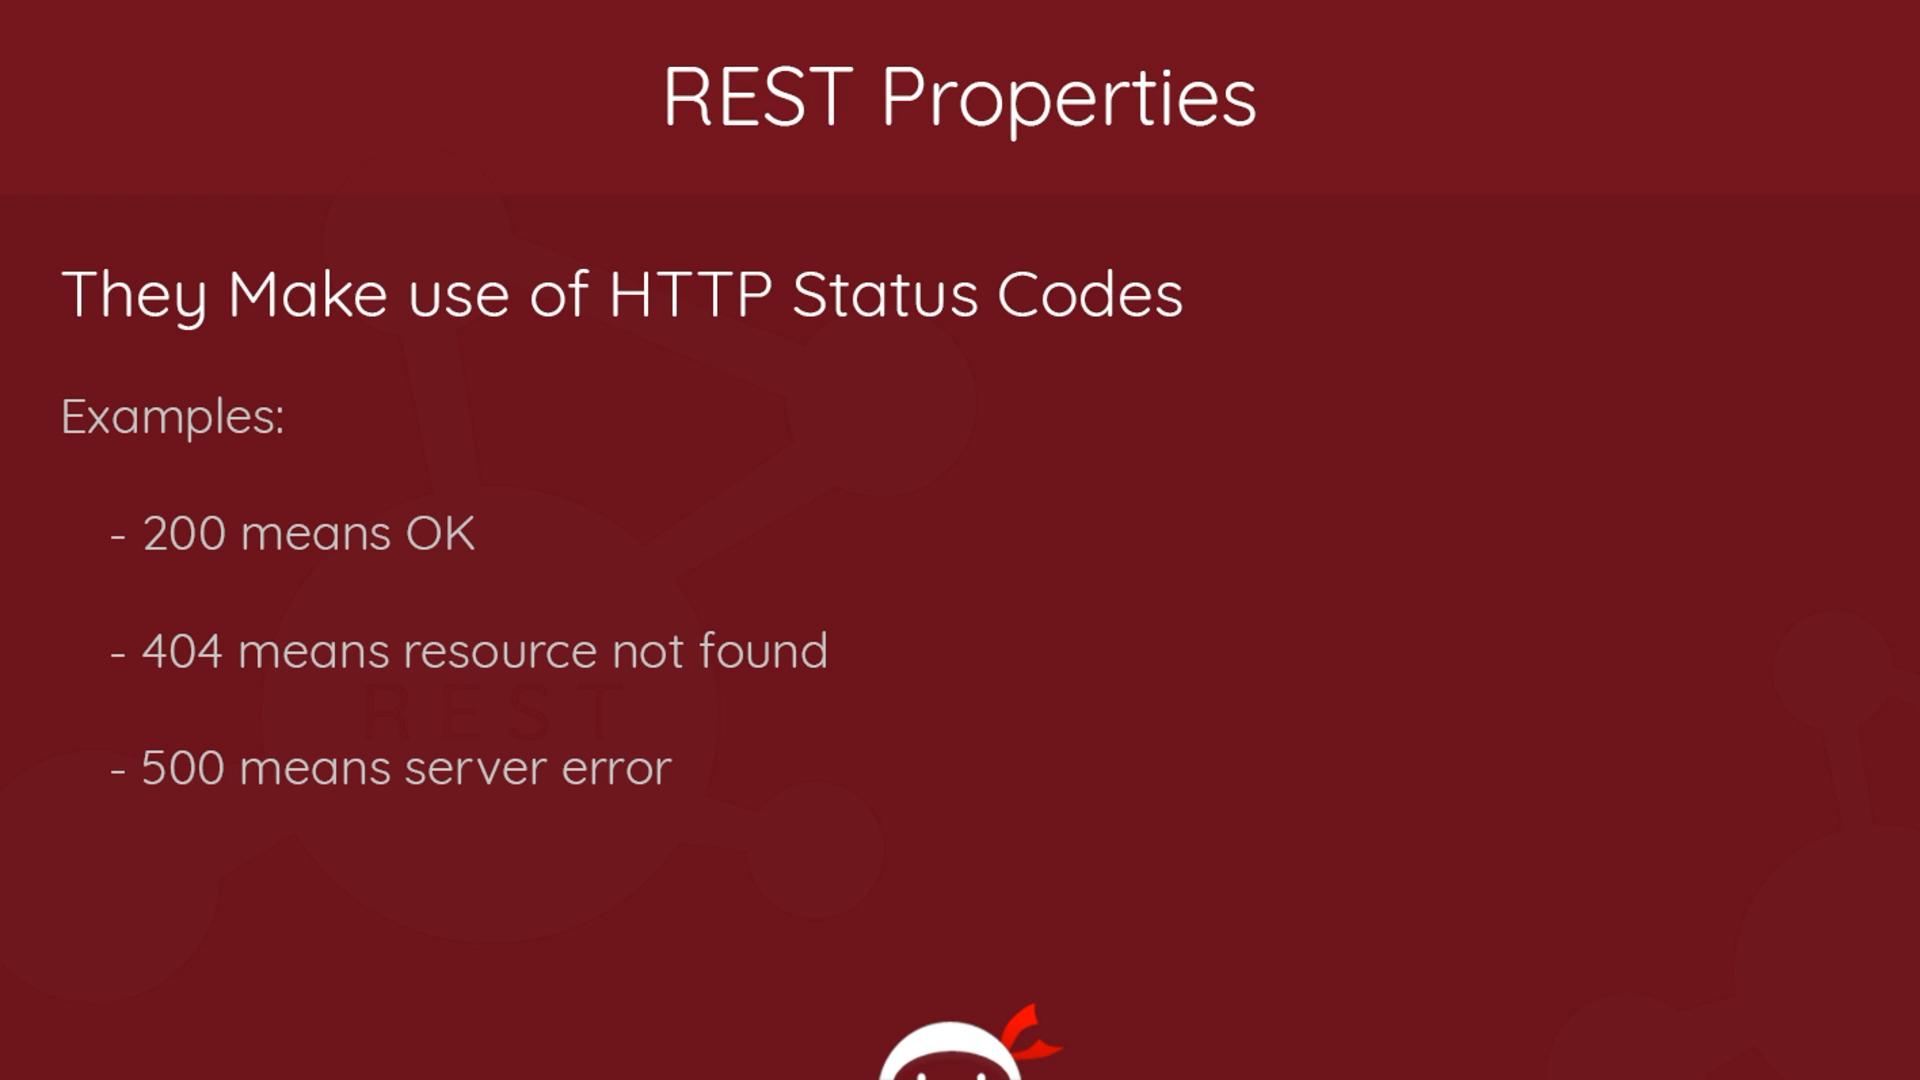 REST Properties
They Make use of HTTP Status Codes
Examples:
- 200 means OK
- 404 means resource not found
REST
- 500 means server error